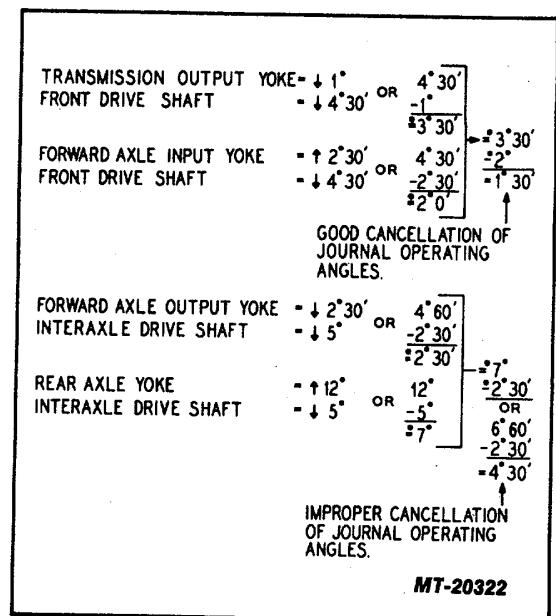 TRANSMISSION OUTPUT YOKE = ↓ 1° OR 4° 30′
FRONT DRIVE SHAFT = ↓ 4° 30′ -1°
= 3° 30′
= 3° 30′
FORWARD AXLE INPUT YOKE = ↑ 2° 30′ OR 4° 30′
-2°
FRONT DRIVE SHAFT = ↓ 4° 30′ -2° 30′
= 1° 30′
= 2° 0′
GOOD CANCELLATION OF
JOURNAL OPERATING
ANGLES.
FORWARD AXLE OUTPUT YOKE = ↓ 2° 30′ OR 4° 60′
INTERAXLE DRIVE SHAFT = ↓ 5° -2° 30′
= 2° 30′
= 7°
REAR AXLE YOKE = ↑ 12° OR 12°
- 2° 30′
INTERAXLE DRIVE SHAFT = ↓ 5° -5°
OR
= 7°
6° 60′
-2° 30′
= 4° 30′
IMPROPER CANCELLATION
OF JOURNAL OPERATING
ANGLES.
MT-20322